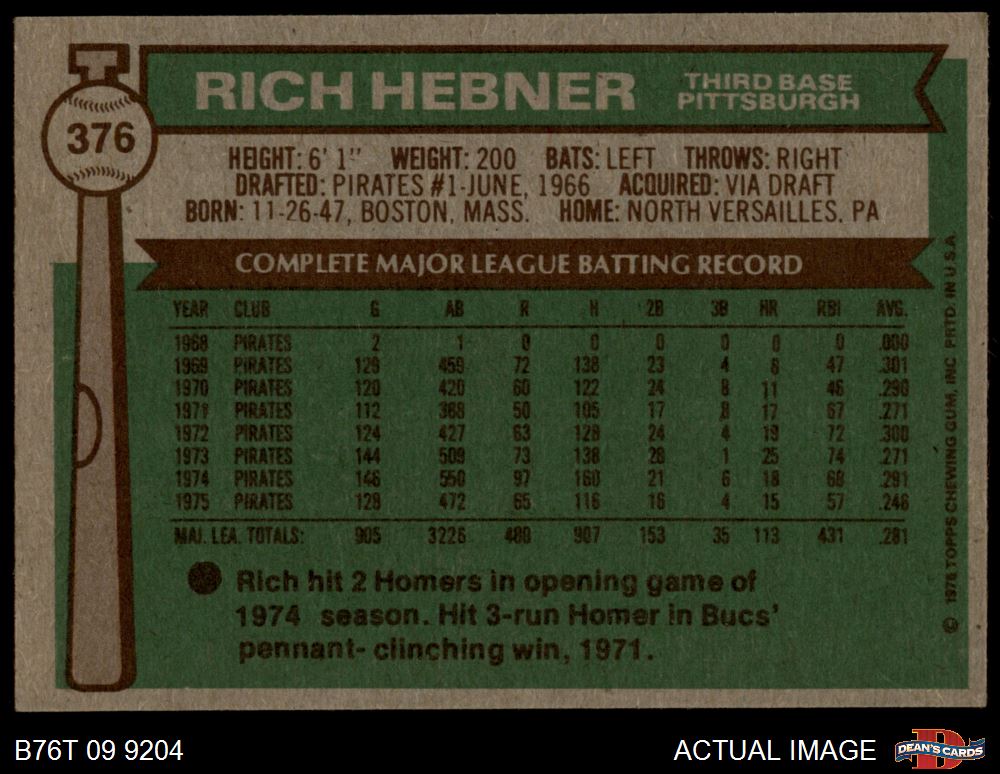 376
RICH HEBNER
THIRD BASE
PITTSBURGH
HEIGHT: 6' 1" WEIGHT: 200 BATS: LEFT THROWS: RIGHT
DRAFTED: PIRATES #1-JUNE, 1966 ACQUIRED: VIA DRAFT
BORN: 11-26-47, BOSTON, MASS. HOME: NORTH VERSAILLES, PA
COMPLETE MAJOR LEAGUE BATTING RECORD
YEAR CLUB G AB R H 2B 3B HR RBI AVG.
1968 PIRATES 2 1 0 0 0 0 0 0 .000
1969 PIRATES 129 459 72 138 23 4 8 47 .301
1970 PIRATES 120 420 60 122 24 8 11 46 .290
1971 PIRATES 112 388 50 105 17 8 17 67 .271
1972 PIRATES 124 427 63 128 24 4 19 72 .300
1973 PIRATES 144 509 73 138 28 1 25 74 .271
1974 PIRATES 146 550 97 160 21 6 18 68 .291
1975 PIRATES 128 472 65 116 16 4 15 57 .246
MAJ. LEA. TOTALS: 905 3226 480 907 153 35 113 431 .281
Rich hit 2 Homers in opening game of
1974 season. Hit 3-run Homer in Bucs'
pennant- clinching win, 1971.
© 1976 TOPPS CHEWING GUM, INC PRTD. IN U.S.A.
B76T 09 9204
ACTUAL IMAGE
D
DEAN'S CARDS